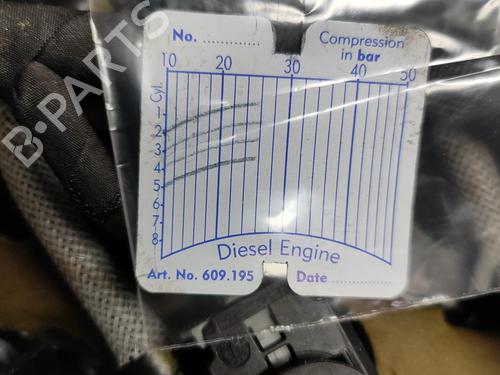 No. ............
Compression
in bar
10 20 30 40 50
Cyl.
1
2
3
4
5
6
7
8
Diesel Engine
Art. No. 609.195
Date ............
B-PARTS